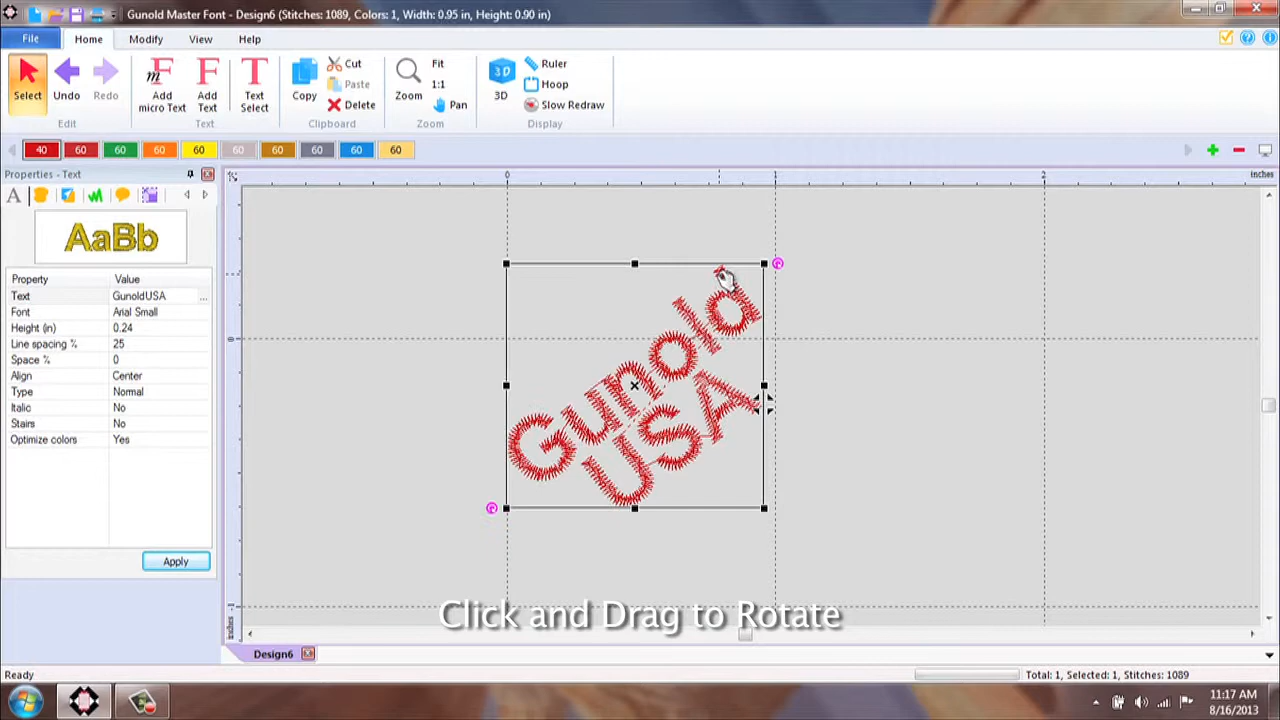 Gunold Master Font - Design6 (Stitches: 1089, Colors: 1, Width: 0.95 in, Height: 0.90 in)
File Home Modify View Help
Select Undo Redo Add micro Text Add Text Text Select Copy Cut Paste Delete Zoom Fit 1:1 Pan 3D Ruler Hoop Slow Redraw
Edit Text Clipboard Zoom Display
40 60 60 60 60 60 60 60 60 60
Properties - Text
0 1 2 inches
A
AaBb
Property Value
Text GunoldUSA ...
Font Arial Small
Height (in) 0.24
Line spacing % 25
Space % 0
Align Center
Type Normal
Italic No
Stairs No
Optimize colors Yes
Apply
Gunold
USA
0
inches
Click and Drag to Rotate
Design6
Ready Total: 1, Selected: 1, Stitches: 1089
11:17 AM
8/16/2013